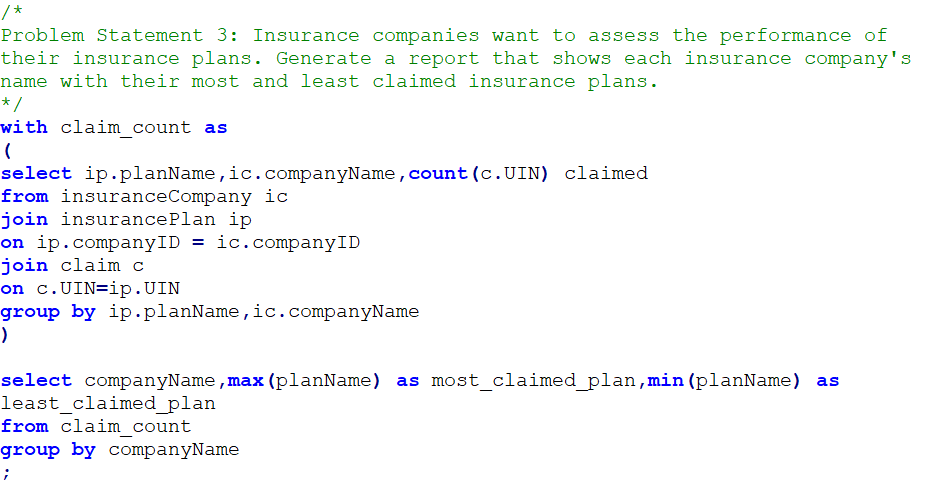 /*
Problem Statement 3: Insurance companies want to assess the performance of
their insurance plans. Generate a report that shows each insurance company's
name with their most and least claimed insurance plans.
*/
with claim_count as
(
select ip.planName,ic.companyName,count(c.UIN) claimed
from insuranceCompany ic
join insurancePlan ip
on ip.companyID = ic.companyID
join claim c
on c.UIN=ip.UIN
group by ip.planName,ic.companyName
)

select companyName,max(planName) as most_claimed_plan,min(planName) as
least_claimed_plan
from claim_count
group by companyName
;